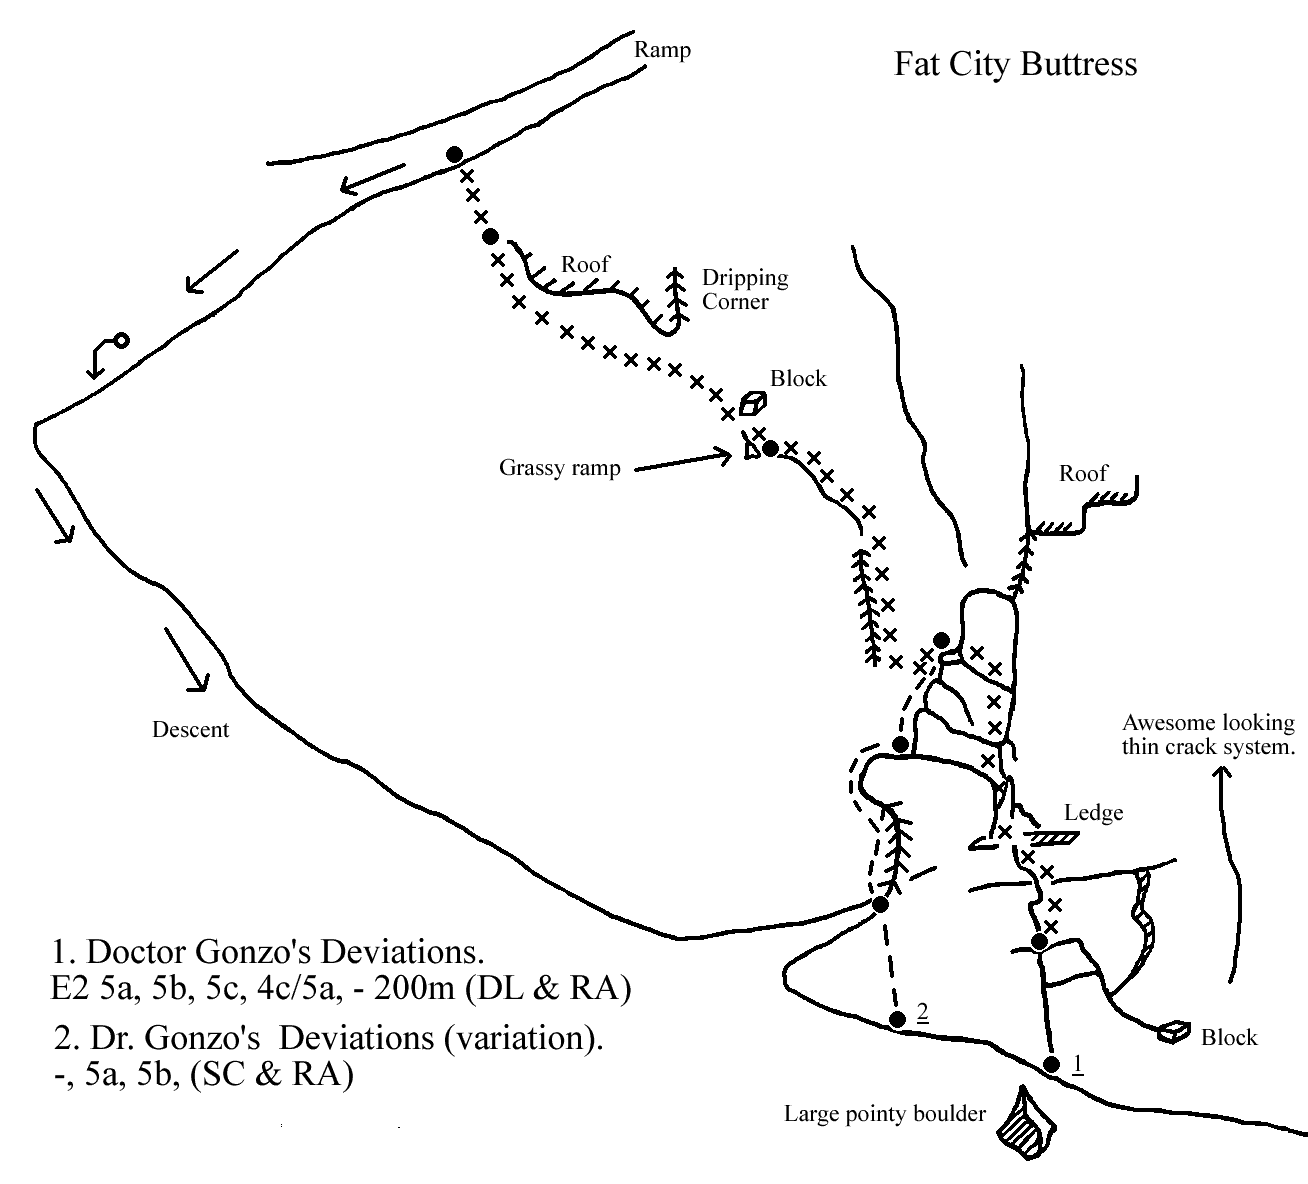 Ramp
Fat City Buttress
Roof
Dripping
Corner
Block
Grassy ramp
Roof
Descent
Awesome looking
thin crack system.
Ledge
1. Doctor Gonzo's Deviations.
E2 5a, 5b, 5c, 4c/5a, - 200m (DL & RA)
2. Dr. Gonzo's  Deviations (variation).
-, 5a, 5b, (SC & RA)
2
Block
1
Large pointy boulder